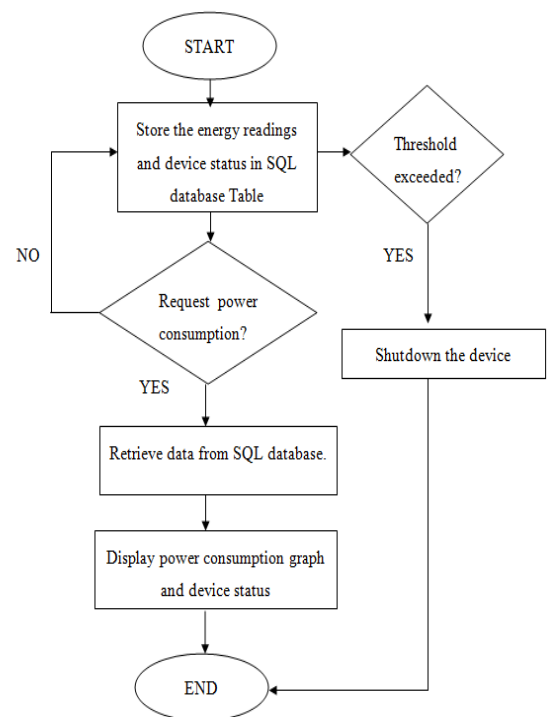 START
Store the energy readings
and device status in SQL
database Table
Threshold
exceeded?
NO
YES
Request power
consumption?
Shutdown the device
YES
Retrieve data from SQL database.
Display power consumption graph
and device status
END